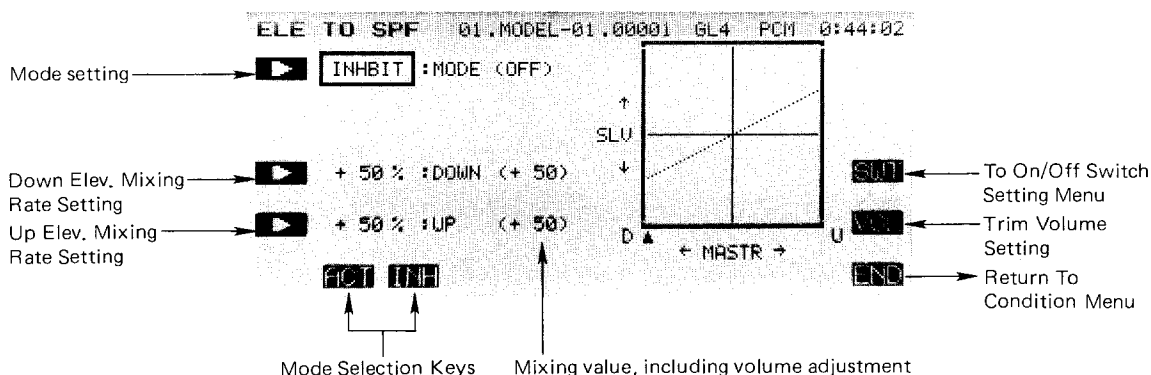 ELE TO SPF 01.MODEL-01.00001 GL4 PCM 0:44:02
Mode setting
INHBIT :MODE (OFF)
↑
SLV
↓
Down Elev. Mixing
Rate Setting
+ 50 % :DOWN (+ 50)
Up Elev. Mixing
Rate Setting
+ 50 % :UP (+ 50)
D ▲ U
← MASTR →
SWT
To On/Off Switch
Setting Menu
VOL
Trim Volume
Setting
END
Return To
Condition Menu
ACT INH
Mode Selection Keys
Mixing value, including volume adjustment